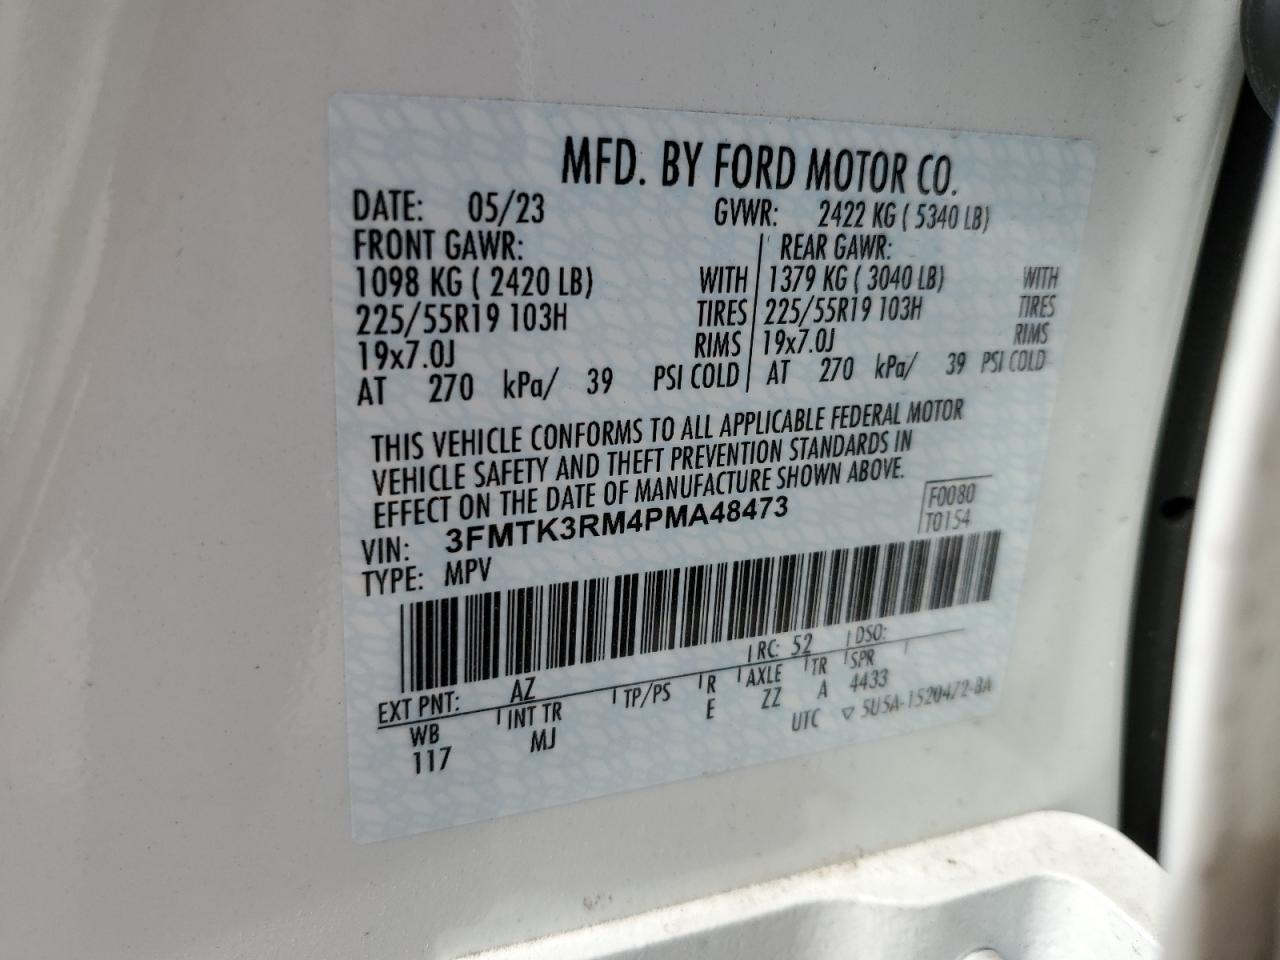 MFD. BY FORD MOTOR CO.
DATE: 05/23 GVWR: 2422 KG ( 5340 LB)
FRONT GAWR: REAR GAWR:
1098 KG ( 2420 LB) WITH 1379 KG ( 3040 LB) WITH
225/55R19 103H TIRES 225/55R19 103H TIRES
19x7.0J RIMS 19x7.0J RIMS
AT 270 kPa/ 39 PSI COLD AT 270 kPa/ 39 PSI COLD
THIS VEHICLE CONFORMS TO ALL APPLICABLE FEDERAL MOTOR
VEHICLE SAFETY AND THEFT PREVENTION STANDARDS IN
EFFECT ON THE DATE OF MANUFACTURE SHOWN ABOVE.
VIN: 3FMTK3RM4PMA48473 F0080
TYPE: MPV T0154
EXT PNT: AZ RC: 52 DSO:
WB INT TR TP/PS R AXLE TR SPR
117 MJ E ZZ A 4433
UTC ▽ 5U5A-1520472-BA